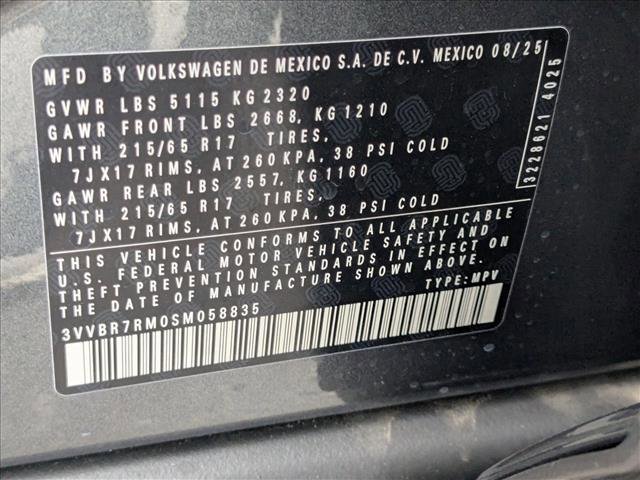 MFD BY VOLKSWAGEN DE MEXICO S.A. DE C.V. MEXICO 08/25
GVWR LBS 5115 KG 2320
GAWR FRONT LBS 2668, KG 1210
WITH 215/65 R17 TIRES,
7JX17 RIMS, AT 260 KPA, 38 PSI COLD
GAWR REAR LBS 2557, KG 1160
WITH 215/65 R17 TIRES,
7JX17 RIMS, AT 260 KPA, 38 PSI COLD
THIS VEHICLE CONFORMS TO ALL APPLICABLE
U.S. FEDERAL MOTOR VEHICLE SAFETY AND
THEFT PREVENTION STANDARDS IN EFFECT ON
THE DATE OF MANUFACTURE SHOWN ABOVE.
3VVBR7RM0SM058835 TYPE: MPV
3228621 4025